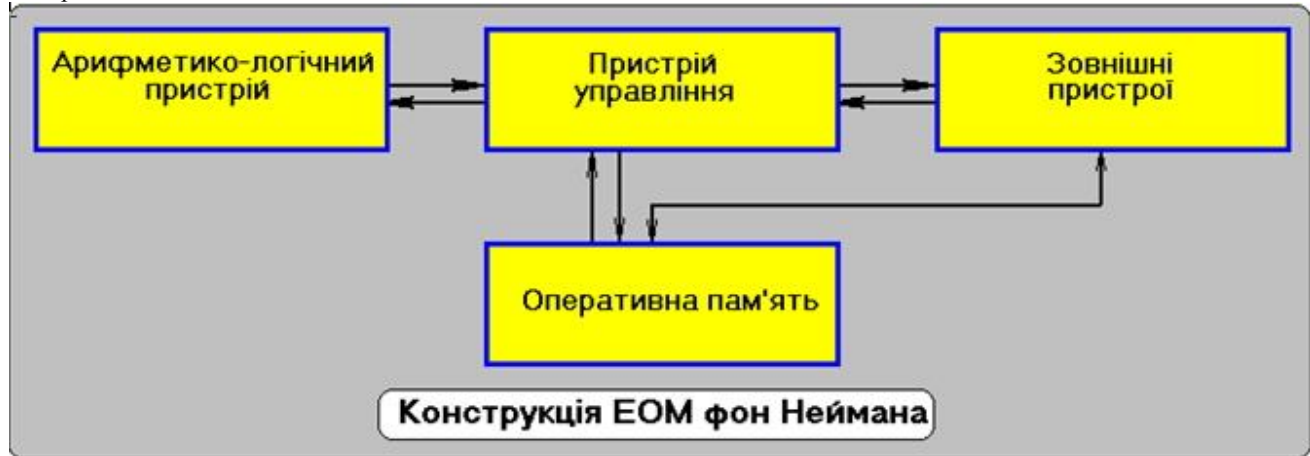 Арифметико-логічний
пристрій
Пристрій
управління
Зовнішні
пристрої
Оперативна пам'ять
Конструкція ЕОМ фон Неймана